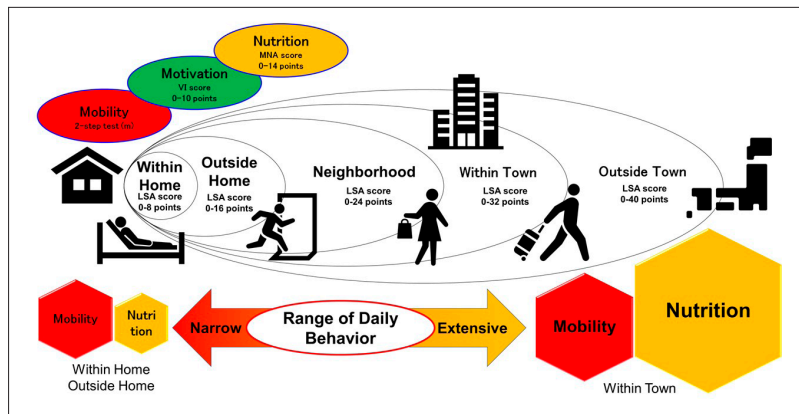 Nutrition
MNA score
0-14 points
Motivation
VI score
0-10 points
Mobility
2-step test (m)
Within
Home
LSA score
0-8 points
Outside
Home
LSA score
0-16 points
Neighborhood
LSA score
0-24 points
Within Town
LSA score
0-32 points
Outside Town
LSA score
0-40 points
Mobility
Nutri
tion
Within Home
Outside Home
Narrow
Range of Daily
Behavior
Extensive
Mobility
Nutrition
Within Town